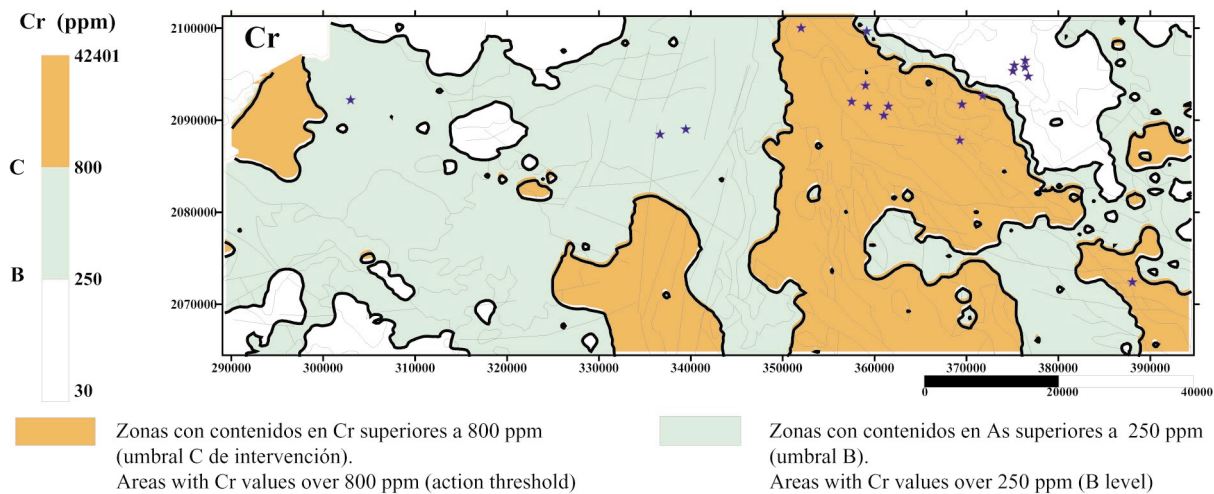 Cr (ppm)
42401
C
800
B
250
30
Cr
2100000
2090000
2080000
2070000
290000 300000 310000 320000 330000 340000 350000 360000 370000 380000 390000
0 20000 40000
Zonas con contenidos en Cr superiores a 800 ppm
(umbral C de intervención).
Areas with Cr values over 800 ppm (action threshold)
Zonas con contenidos en As superiores a 250 ppm
(umbral B).
Areas with Cr values over 250 ppm (B level)